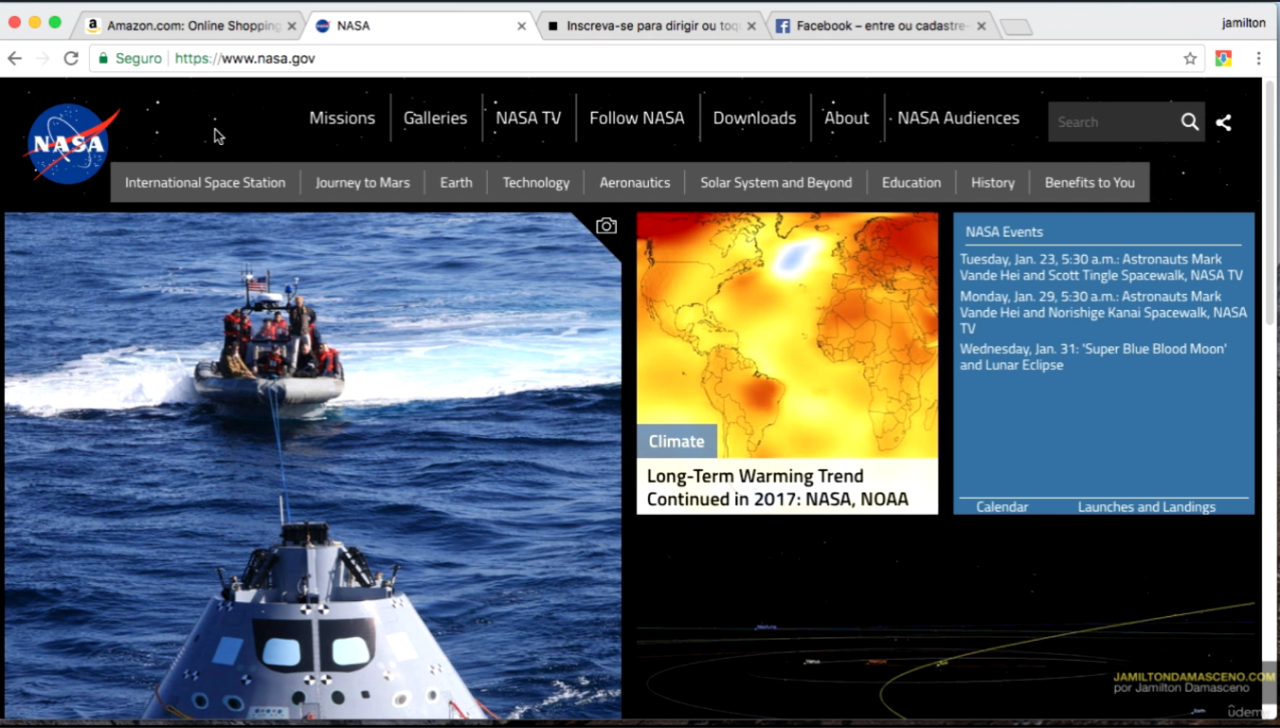 Amazon.com: Online Shopping
NASA
Inscreva-se para dirigir ou toq
Facebook – entre ou cadastre-
jamilton
Seguro
https://www.nasa.gov
NASA
Missions
Galleries
NASA TV
Follow NASA
Downloads
About
NASA Audiences
Search
International Space Station
Journey to Mars
Earth
Technology
Aeronautics
Solar System and Beyond
Education
History
Benefits to You
Climate
Long-Term Warming Trend
Continued in 2017: NASA, NOAA
NASA Events
Tuesday, Jan. 23, 5:30 a.m.: Astronauts Mark
Vande Hei and Scott Tingle Spacewalk, NASA TV
Monday, Jan. 29, 5:30 a.m.: Astronauts Mark
Vande Hei and Norishige Kanai Spacewalk, NASA
TV
Wednesday, Jan. 31: 'Super Blue Blood Moon'
and Lunar Eclipse
Calendar
Launches and Landings
JAMILTONDAMASCENO.COM
por Jamilton Damasceno
ûdemy